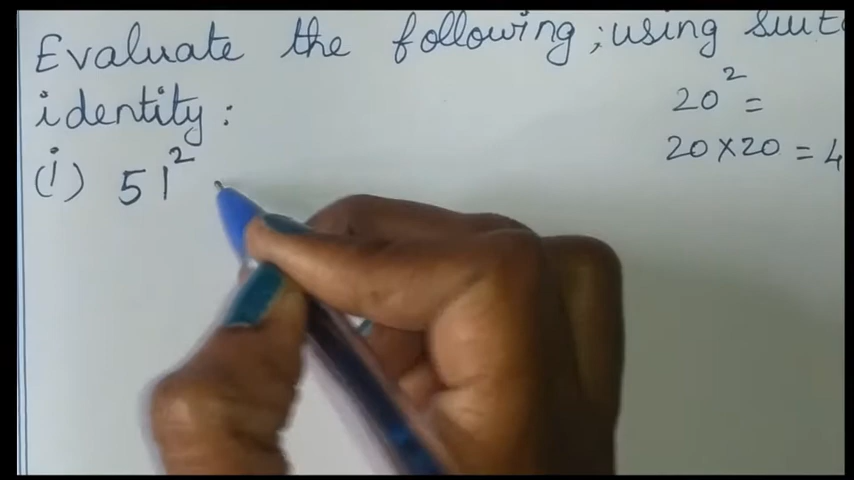 Evaluate the following ; using
identity :
(i) 51²
20² =
20 × 20 = 4